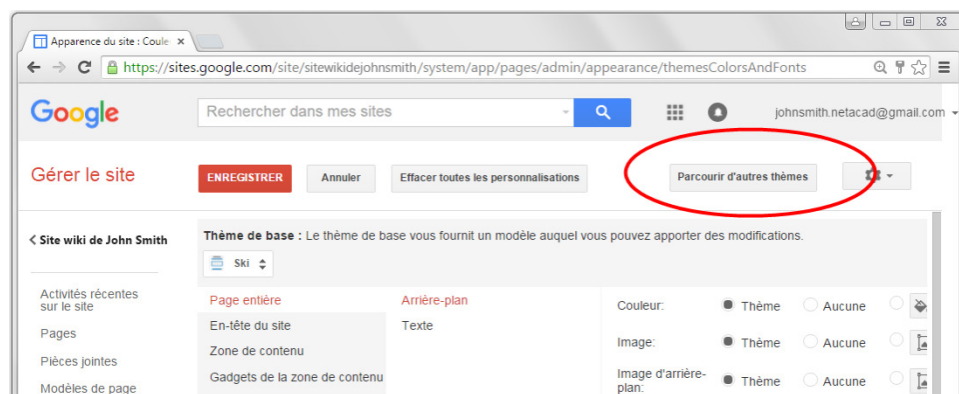 Apparence du site : Coule
https://sites.google.com/site/sitewikidejohnsmith/system/app/pages/admin/appearance/themesColorsAndFonts
Google
Rechercher dans mes sites
johnsmith.netacad@gmail.com
Gérer le site
ENREGISTRER
Annuler
Effacer toutes les personnalisations
Parcourir d'autres thèmes
Site wiki de John Smith
Thème de base : Le thème de base vous fournit un modèle auquel vous pouvez apporter des modifications.
Ski
Activités récentes
sur le site
Pages
Pièces jointes
Modèles de page
Page entière
En-tête du site
Zone de contenu
Gadgets de la zone de contenu
Arrière-plan
Texte
Couleur: Thème Aucune
Image: Thème Aucune
Image d'arrière-
plan: Thème Aucune